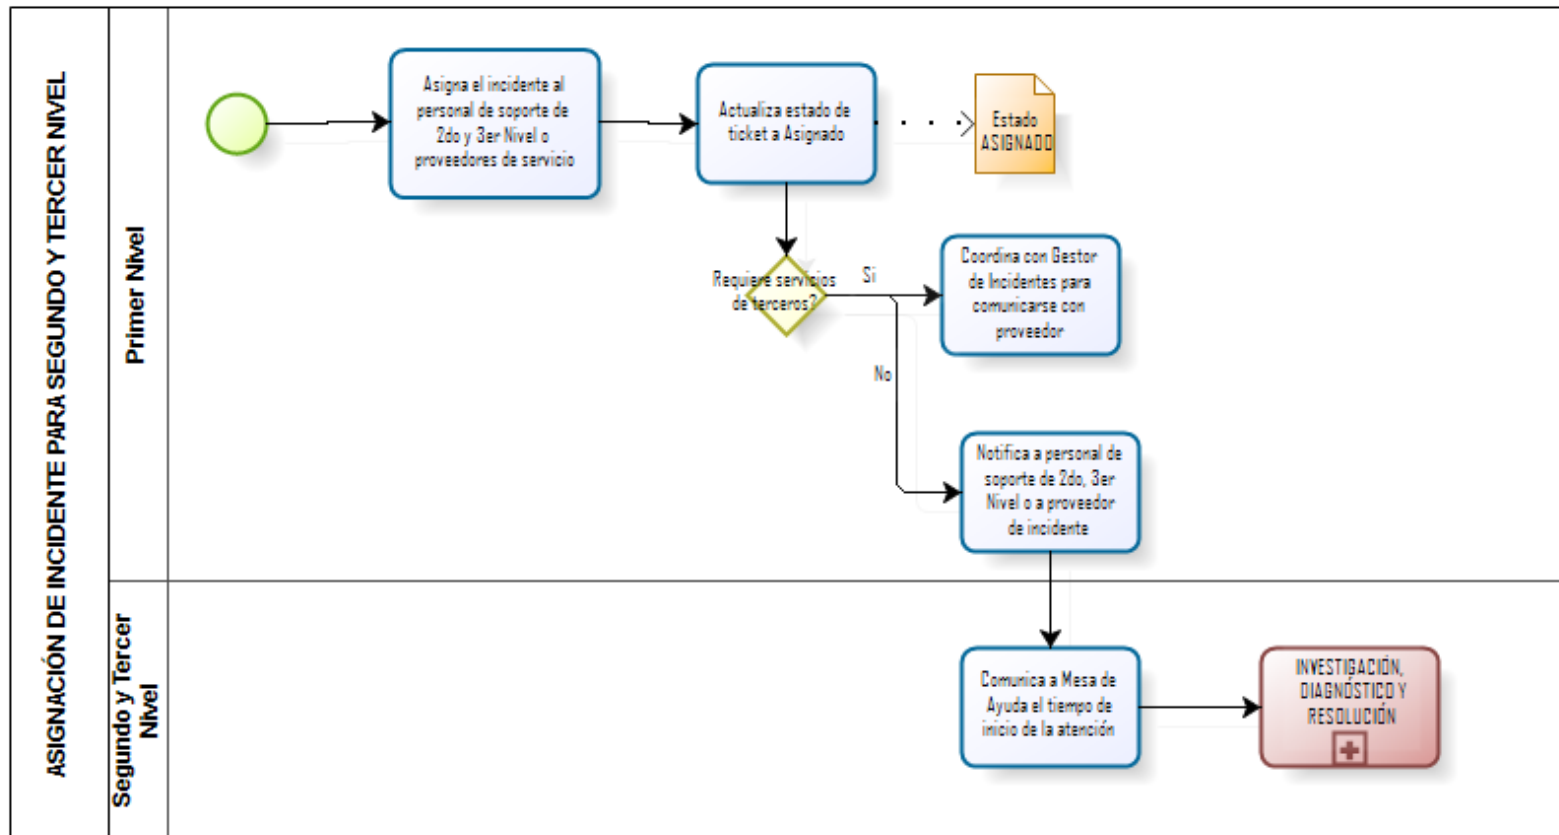 ASIGNACIÓN DE INCIDENTE PARA SEGUNDO Y TERCER NIVEL
Primer Nivel
Asigna el incidente al
personal de soporte de
2do y 3er Nivel o
proveedores de servicio
Actualiza estado de
ticket a Asignado
Estado
ASIGNADO
Requiere servicios
de terceros?
Si
Coordina con Gestor
de Incidentes para
comunicarse con
proveedor
No
Notifica a personal de
soporte de 2do, 3er
Nivel o a proveedor
de incidente
Segundo y Tercer
Nivel
Comunica a Mesa de
Ayuda el tiempo de
inicio de la atención
INVESTIGACIÓN,
DIAGNÓSTICO Y
RESOLUCIÓN